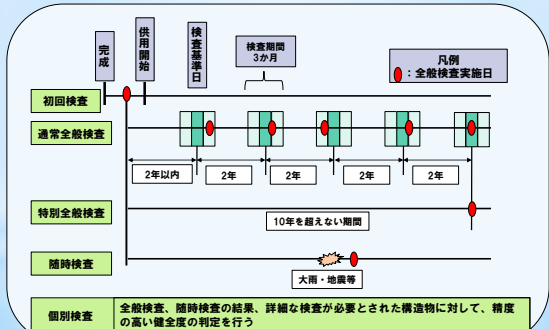 完成
供用開始
検査基準日
検査期間
3か月
凡例
：全般検査実施日
初回検査
通常全般検査
2年以内
2年
2年
2年
2年
特別全般検査
10年を超えない期間
随時検査
大雨・地震等
個別検査
全般検査、随時検査の結果、詳細な検査が必要とされた構造物に対して、精度
の高い健全度の判定を行う